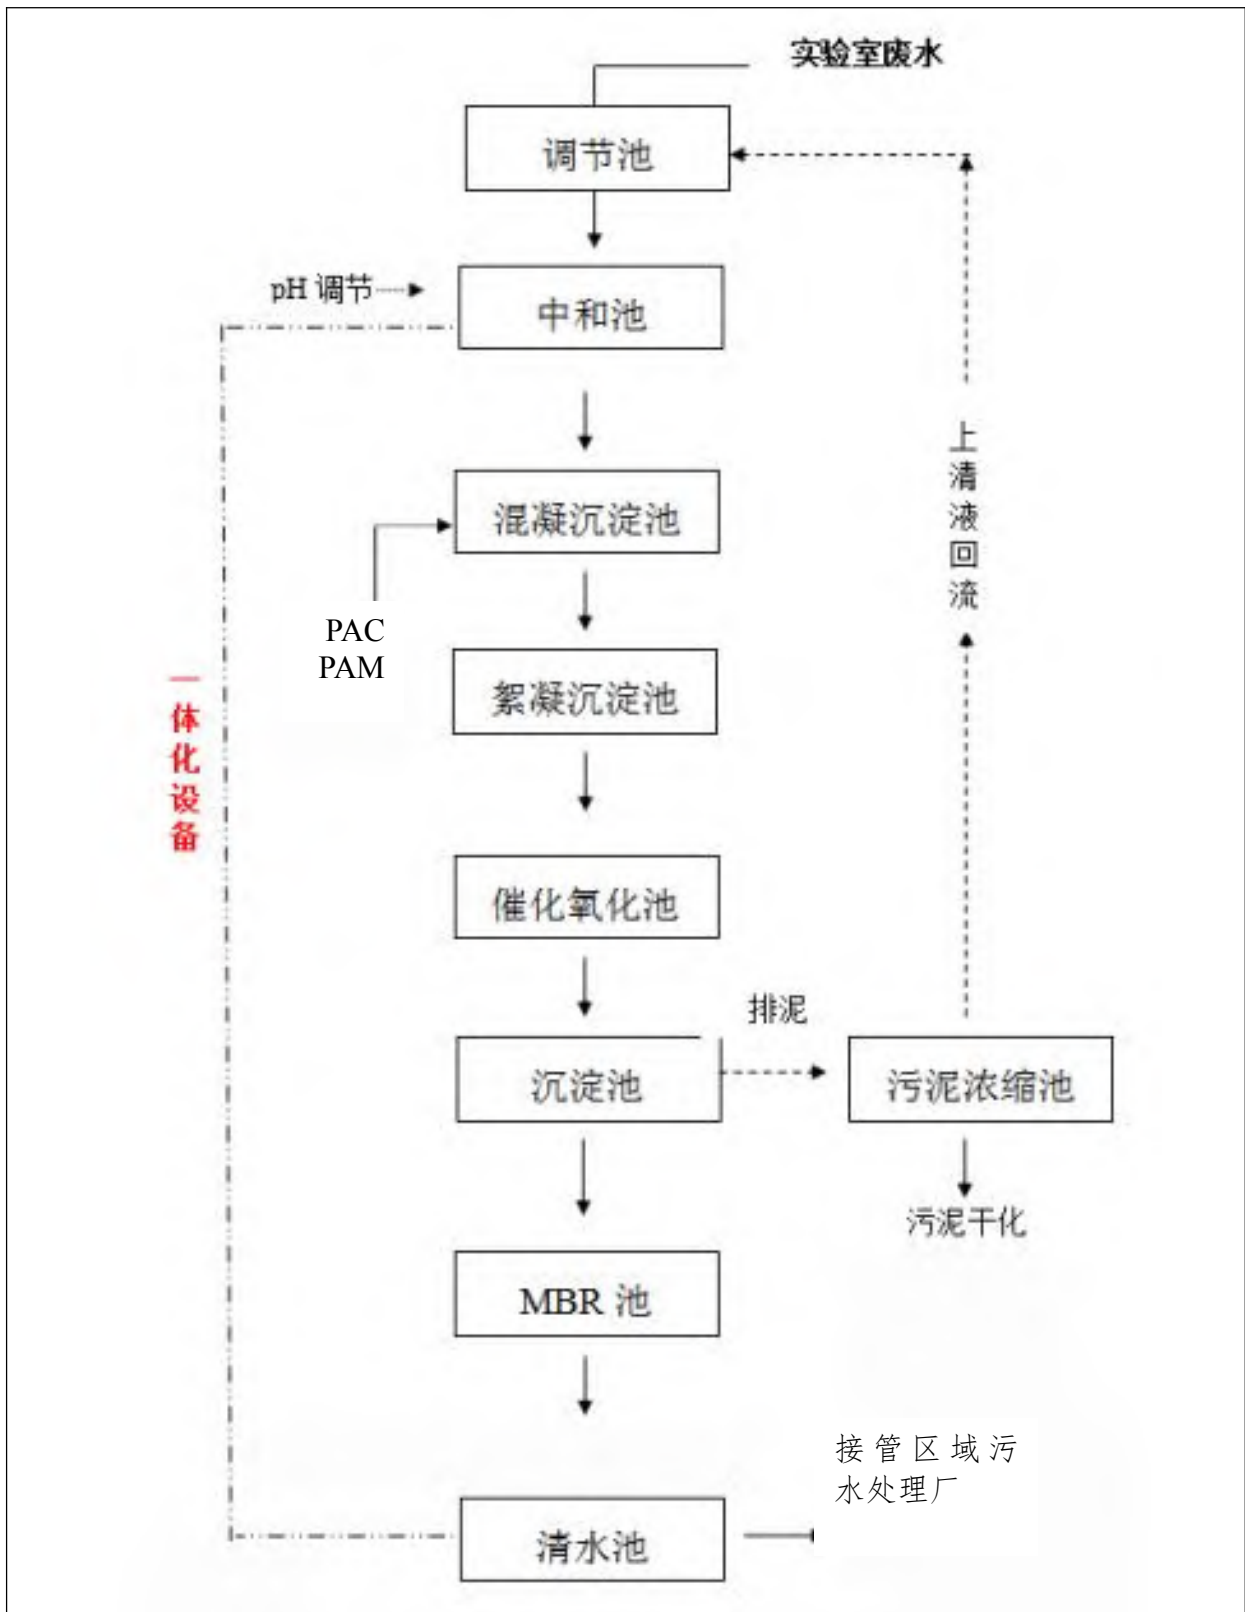 实验室废水
调节池
pH 调节
中和池
混凝沉淀池
PAC
PAM
絮凝沉淀池
一体化设备
上清液回流
催化氧化池
排泥
沉淀池
污泥浓缩池
污泥干化
MBR 池
接管区域污
水处理厂
清水池